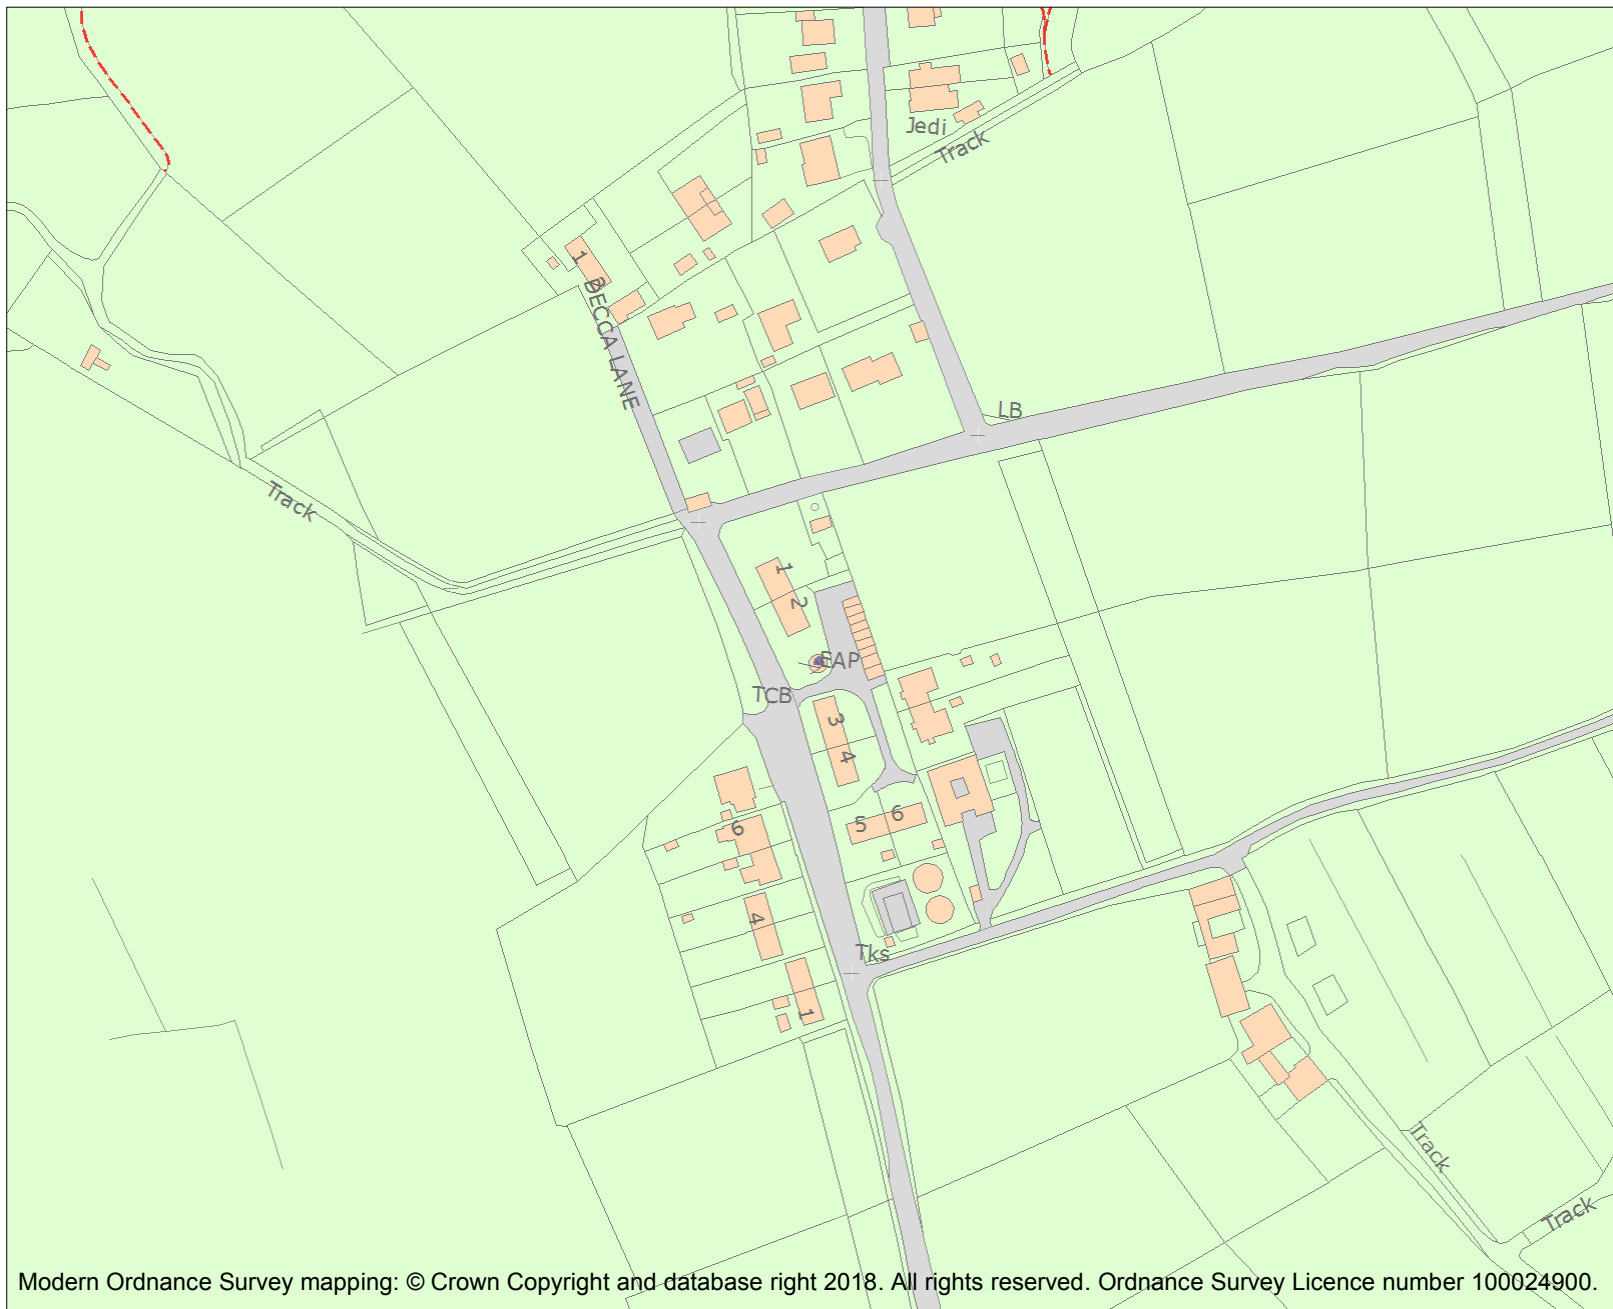 Jedi
Track
1
3
DECCA LANE
LB
Track
1
2
EAP
TCB
3
4
6
5
6
4
Tks
1
Track
Track
Modern Ordnance Survey mapping: © Crown Copyright and database right 2018. All rights reserved. Ordnance Survey Licence number 100024900.